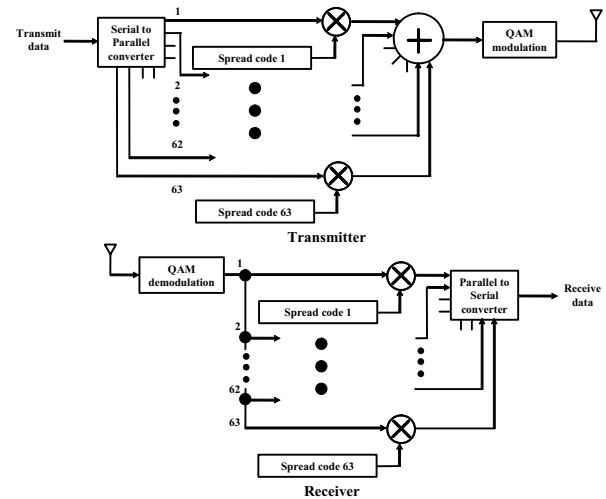 Transmit
data
Serial to
Parallel
converter
1
Spread code 1
2
62
63
Spread code 63
QAM
modulation
Transmitter
QAM
demodulation
1
Spread code 1
2
62
63
Spread code 63
Parallel to
Serial
converter
Receive
data
Receiver